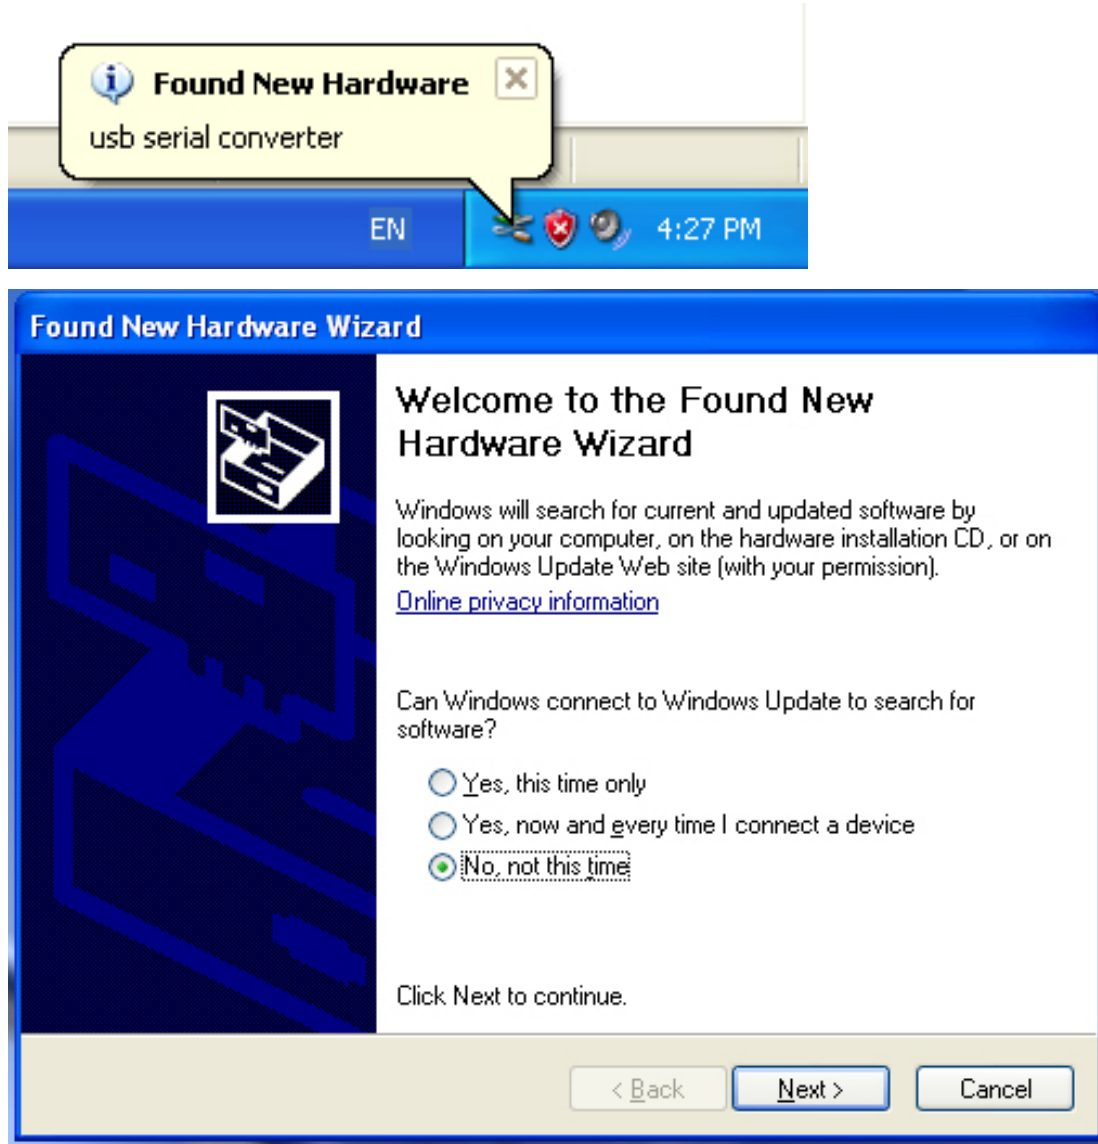 Found New Hardware
usb serial converter
EN
4:27 PM
Found New Hardware Wizard
Welcome to the Found New
Hardware Wizard
Windows will search for current and updated software by
looking on your computer, on the hardware installation CD, or on
the Windows Update Web site (with your permission).
Online privacy information
Can Windows connect to Windows Update to search for
software?
Yes, this time only
Yes, now and every time I connect a device
No, not this time
Click Next to continue.
< Back
Next >
Cancel